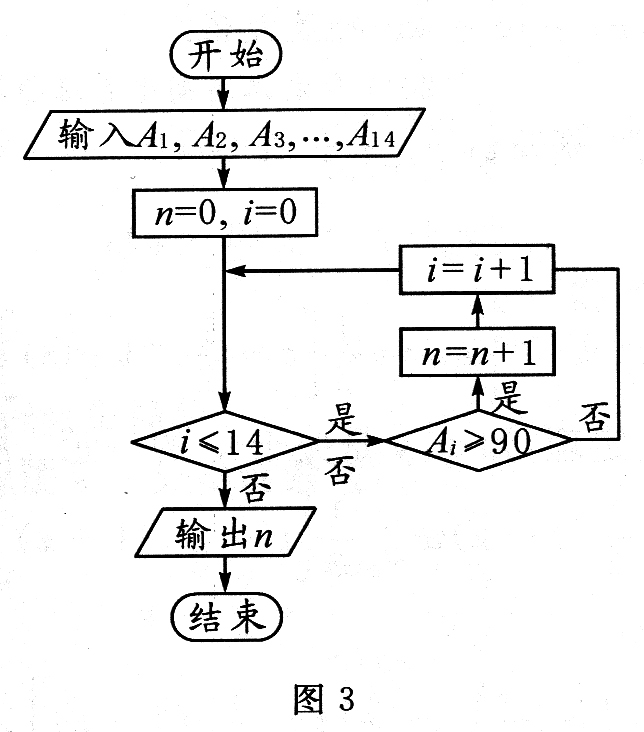 开始
输入A1, A2, A3,…,A14
n=0, i=0
i=i+1
n=n+1
是
否
i≤14
是
否
Ai≥90
否
输出n
结束
图 3